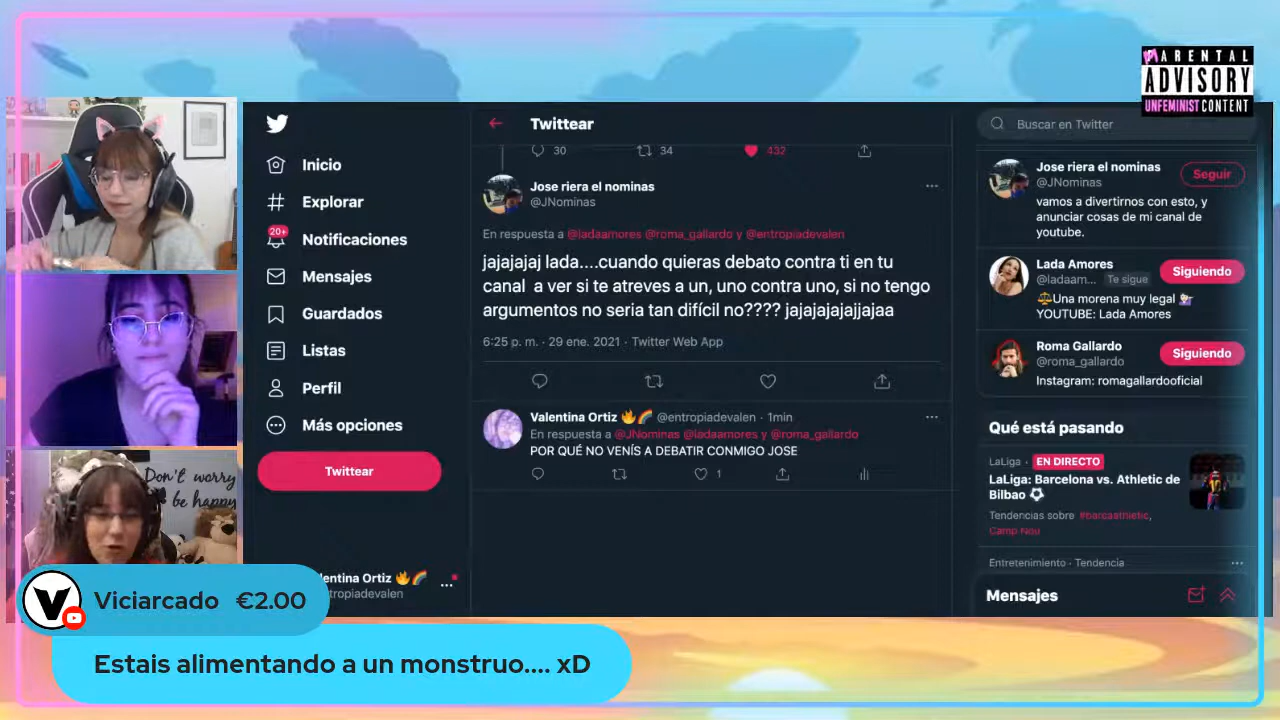 PARENTAL
ADVISORY
UNFEMINIST CONTENT
Don't worry
be happy
Inicio
Explorar
20+
Notificaciones
Mensajes
Guardados
Listas
Perfil
Más opciones
Twittear
Valentina Ortiz 🔥🌈
tropiadevalen
Twittear
30 34 432
Jose riera el nominas
@JNominas
En respuesta a @ladaamores @roma_gallardo y @entropiadevalen
jajajajaj lada....cuando quieras debato contra ti en tu
canal a ver si te atreves a un, uno contra uno, si no tengo
argumentos no seria tan difícil no???? jajajajajajjajaa
6:25 p. m. · 29 ene. 2021 · Twitter Web App
Valentina Ortiz 🔥🌈 @entropiadevalen · 1min
En respuesta a @JNominas @ladaamores y @roma_gallardo
POR QUÉ NO VENÍS A DEBATIR CONMIGO JOSE
1
Buscar en Twitter
Jose riera el nominas
@JNominas
Seguir
vamos a divertirnos con esto, y
anunciar cosas de mi canal de
youtube.
Lada Amores
@ladaam... Te sigue
Siguiendo
⚖️Una morena muy legal 💁🏻‍♀️
YOUTUBE: Lada Amores
Roma Gallardo
@roma_gallardo
Siguiendo
Instagram: romagallardooficial
Qué está pasando
LaLiga · EN DIRECTO
LaLiga: Barcelona vs. Athletic de
Bilbao ⚽
Tendencias sobre #barcaathletic,
Camp Nou
Entretenimiento · Tendencia
Mensajes
Viciarcado €2.00
Estais alimentando a un monstruo.... xD